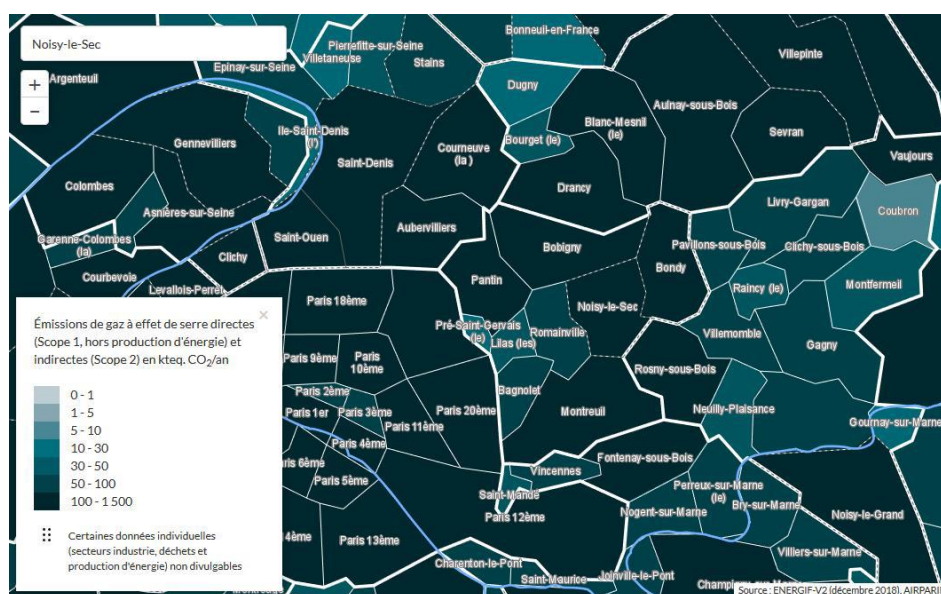 Noisy-le-Sec
+
−
Bonneuil-en-France
Pierrefitte-sur-Seine
Villetaneuse
Stains
Epinay-sur-Seine
Argenteuil
Dugny
Villepinte
Aulnay-sous-Bois
Blanc-Mesnil
(le)
Sevran
Ile-Saint-Denis
(l')
Bourget (le)
Gennevilliers
Saint-Denis
Courneuve
(la )
Vaujours
Colombes
Drancy
Livry-Gargan
Coubron
Asnières-sur-Seine
Saint-Ouen
Aubervilliers
Garenne-Colombes
(la)
Bobigny
Pavillons-sous-Bois
Clichy-sous-Bois
Clichy
Courbevoie
Pantin
Bondy
Levallois-Perret
Raincy (le)
Montfermeil
Paris 18ème
Noisy-le-Sec
Pré-Saint-Gervais
(le)
Lilas (les)
Romainville
Villemomble
Gagny
Paris 9ème
Paris
10ème
Rosny-sous-Bois
Paris 2ème
Bagnolet
Paris 1er
Paris 3ème
Paris 20ème
Montreuil
Neuilly-Plaisance
Paris 11ème
Gournay-sur-Marne
Paris 4ème
Fontenay-sous-Bois
Paris 5ème
Vincennes
Perreux-sur-Marne
(le)
Saint-Mandé
Bry-sur-Marne
Paris 12ème
Nogent-sur-Marne
Noisy-le-Grand
Paris 13ème
Villiers-sur-Marne
Charenton-le-Pont
Saint-Maurice
Joinville-le-Pont
Émissions de gaz à effet de serre directes
(Scope 1, hors production d'énergie) et
indirectes (Scope 2) en kteq. CO₂/an
×
0 - 1
1 - 5
5 - 10
10 - 30
30 - 50
50 - 100
100 - 1 500
Certaines données individuelles
(secteurs industrie, déchets et
production d'énergie) non divulgables
Source : ENERGIF-V2 (décembre 2018), AIRPARI